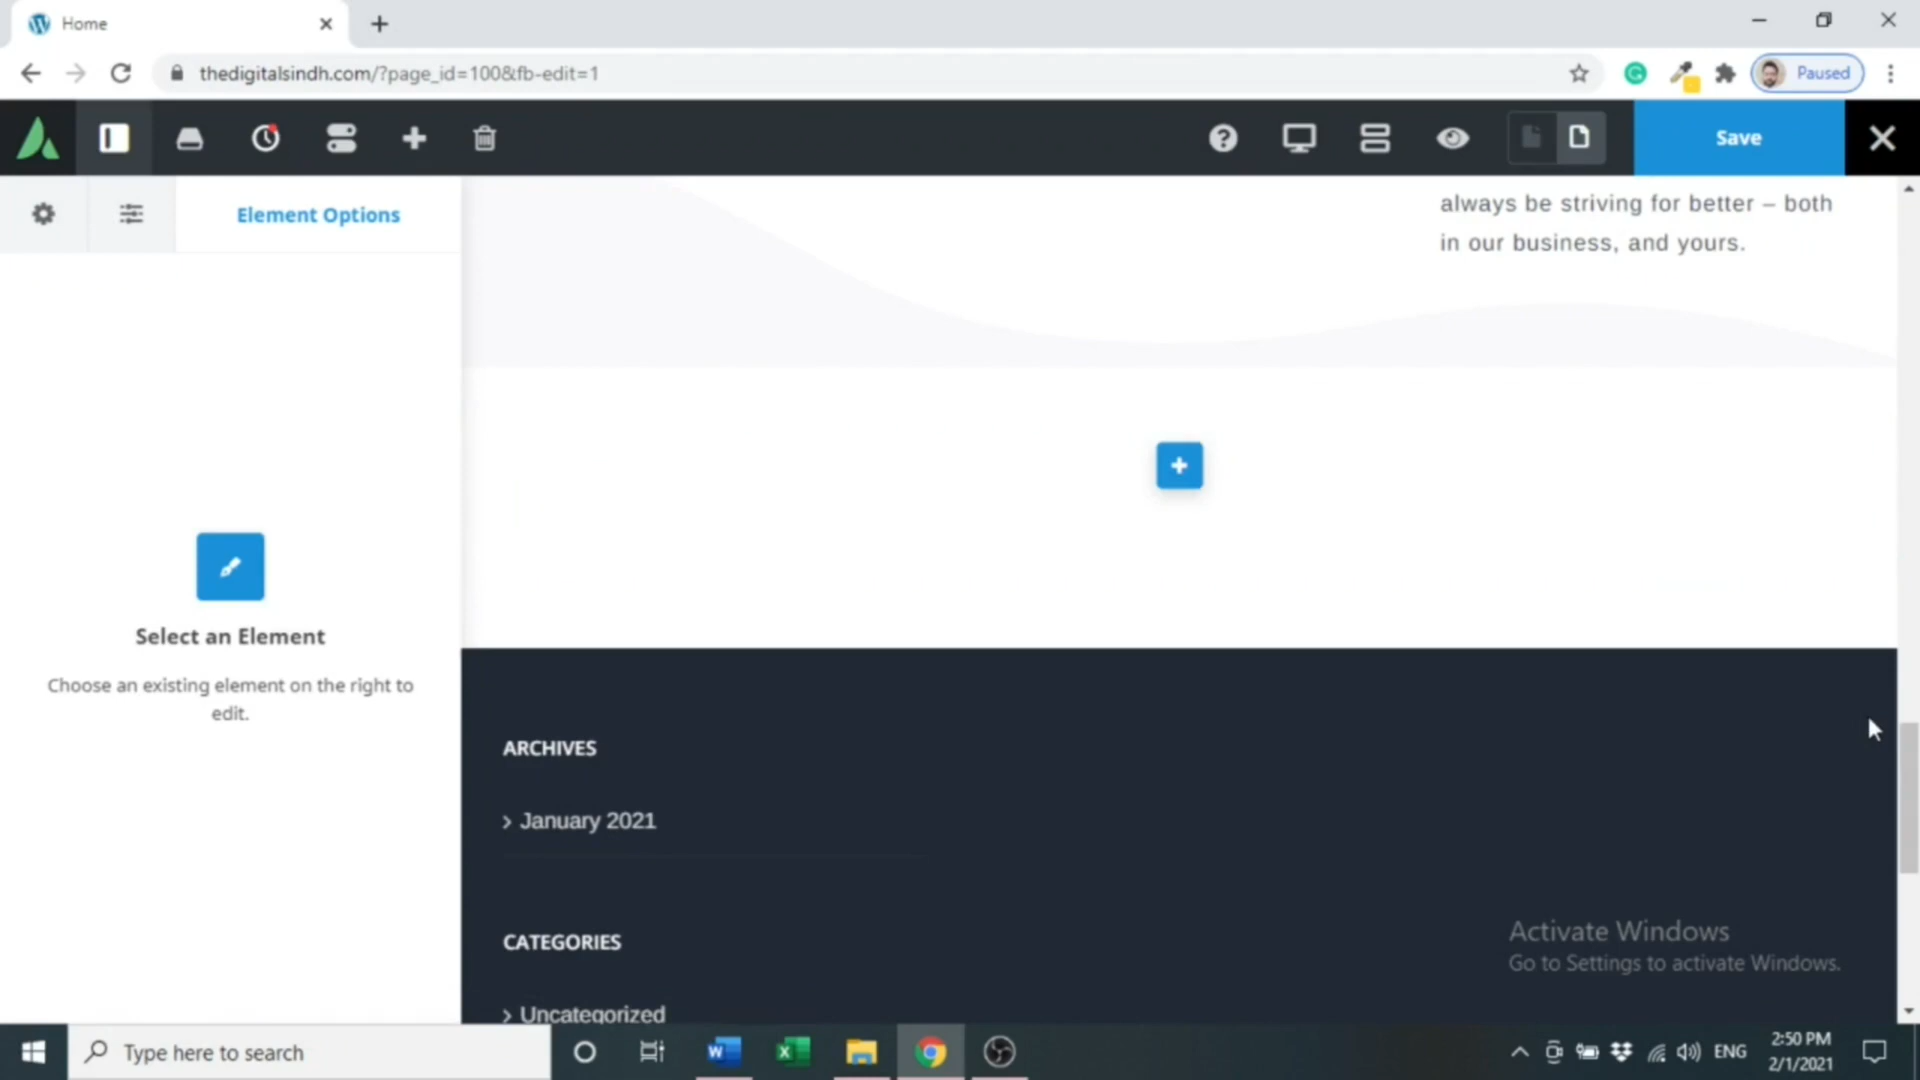 Home
thedigitalsindh.com/?page_id=100&fb-edit=1
Paused
Save
Element Options
always be striving for better – both
in our business, and yours.
Select an Element
Choose an existing element on the right to
edit.
ARCHIVES
January 2021
CATEGORIES
Uncategorized
Activate Windows
Go to Settings to activate Windows.
Type here to search
ENG
2:50 PM
2/1/2021